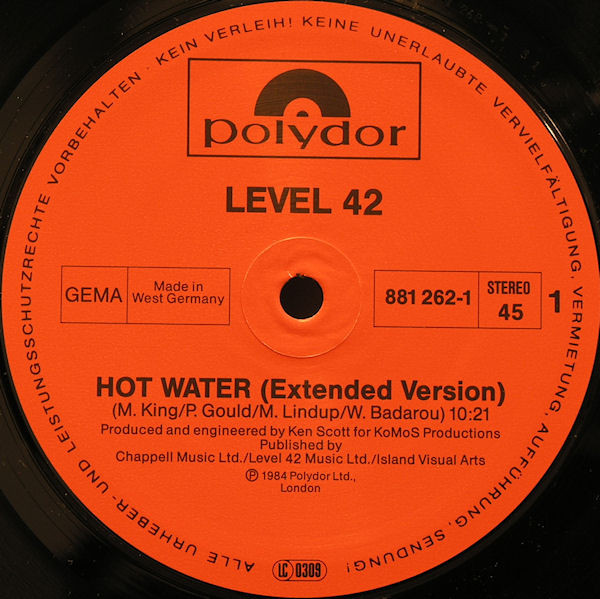 ALLE URHEBER- UND LEISTUNGSSCHUTZRECHTE VORBEHALTEN · KEIN VERLEIH! KEINE UNERLAUBTE VERVIELFÄLTIGUNG, VERMIETUNG, AUFFÜHRUNG, SENDUNG!
polydor
LEVEL 42
GEMA
Made in
West Germany
881 262-1
STEREO
45
1
HOT WATER (Extended Version)
(M. King/P. Gould/M. Lindup/W. Badarou) 10:21
Produced and engineered by Ken Scott for KoMoS Productions
Published by
Chappell Music Ltd./Level 42 Music Ltd./Island Visual Arts
Ⓟ 1984 Polydor Ltd.,
London
LC 0309